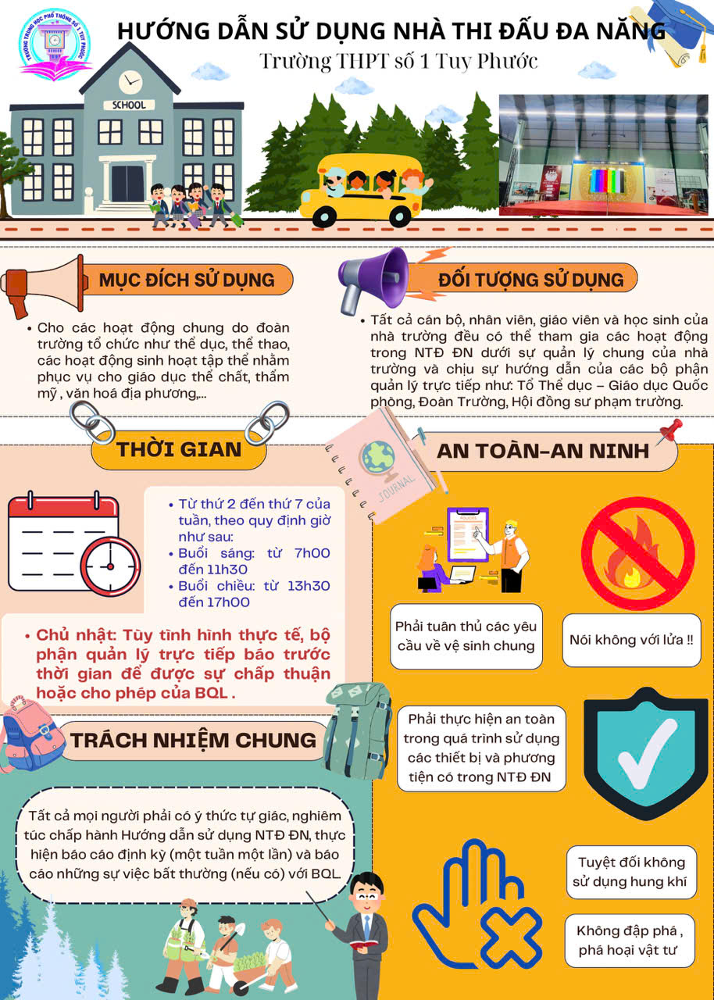 TRƯỜNG TRUNG HỌC PHỔ THÔNG SỐ 1 TUY PHƯỚC
HƯỚNG DẪN SỬ DỤNG NHÀ THI ĐẤU ĐA NĂNG
Trường THPT số 1 Tuy Phước
SCHOOL
MỤC ĐÍCH SỬ DỤNG
• Cho các hoạt động chung do đoàn
trường tổ chức như thể dục, thể thao,
các hoạt động sinh hoạt tập thể nhằm
phục vụ cho giáo dục thể chất, thẩm
mỹ , văn hoá địa phương,...
ĐỐI TƯỢNG SỬ DỤNG
• Tất cả cán bộ, nhân viên, giáo viên và học sinh của
nhà trường đều có thể tham gia các hoạt động
trong NTĐ ĐN dưới sự quản lý chung của nhà
trường và chịu sự hướng dẫn của các bộ phận
quản lý trực tiếp như: Tổ Thể dục – Giáo dục Quốc
phòng, Đoàn Trường, Hội đồng sư phạm trường.
THỜI GIAN
• Từ thứ 2 đến thứ 7 của
tuần, theo quy định giờ
như sau:
• Buổi sáng: từ 7h00
đến 11h30
• Buổi chiều: từ 13h30
đến 17h00
• Chủ nhật: Tùy tình hình thực tế, bộ
phận quản lý trực tiếp báo trước
thời gian để được sự chấp thuận
hoặc cho phép của BQL .
TRÁCH NHIỆM CHUNG
Tất cả mọi người phải có ý thức tự giác, nghiêm
túc chấp hành Hướng dẫn sử dụng NTĐ ĐN, thực
hiện báo cáo định kỳ (một tuần một lần) và báo
cáo những sự việc bất thường (nếu có) với BQL
JOURNAL
AN TOÀN-AN NINH
POLICIES
Phải tuân thủ các yêu
cầu về vệ sinh chung
Nói không với lửa !!
Phải thực hiện an toàn
trong quá trình sử dụng
các thiết bị và phương
tiện có trong NTĐ ĐN
Tuyệt đối không
sử dụng hung khí
Không đập phá ,
phá hoại vật tư